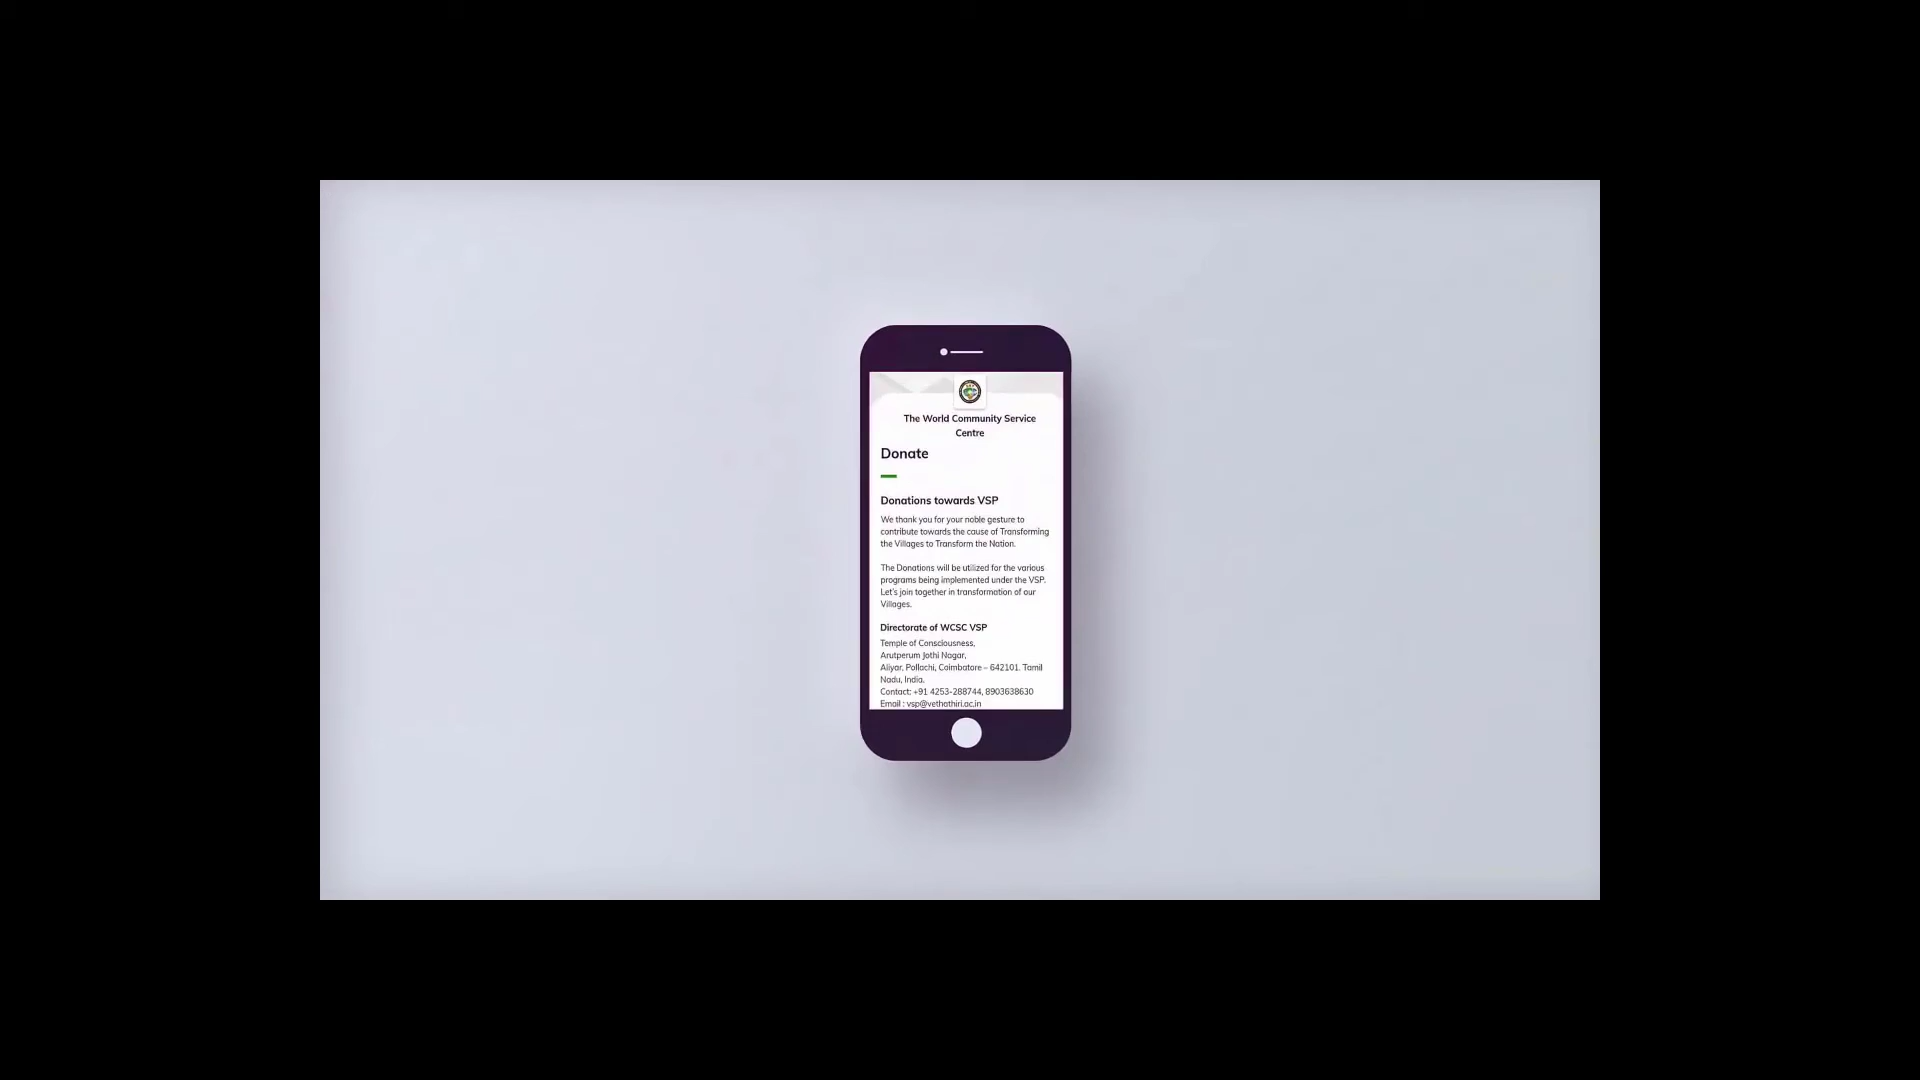 The World Community Service
Centre
Donate
Donations towards VSP
We thank you for your noble gesture to
contribute towards the cause of Transforming
the Villages to Transform the Nation.
The Donations will be utilized for the various
programs being implemented under the VSP.
Let's join together in transformation of our
Villages.
Directorate of WCSC VSP
Temple of Consciousness,
Arutperum Jothi Nagar,
Aliyar, Pollachi, Coimbatore – 642101. Tamil
Nadu, India.
Contact: +91 4253-288744, 8903638630
Email : vsp@vethathiri.ac.in